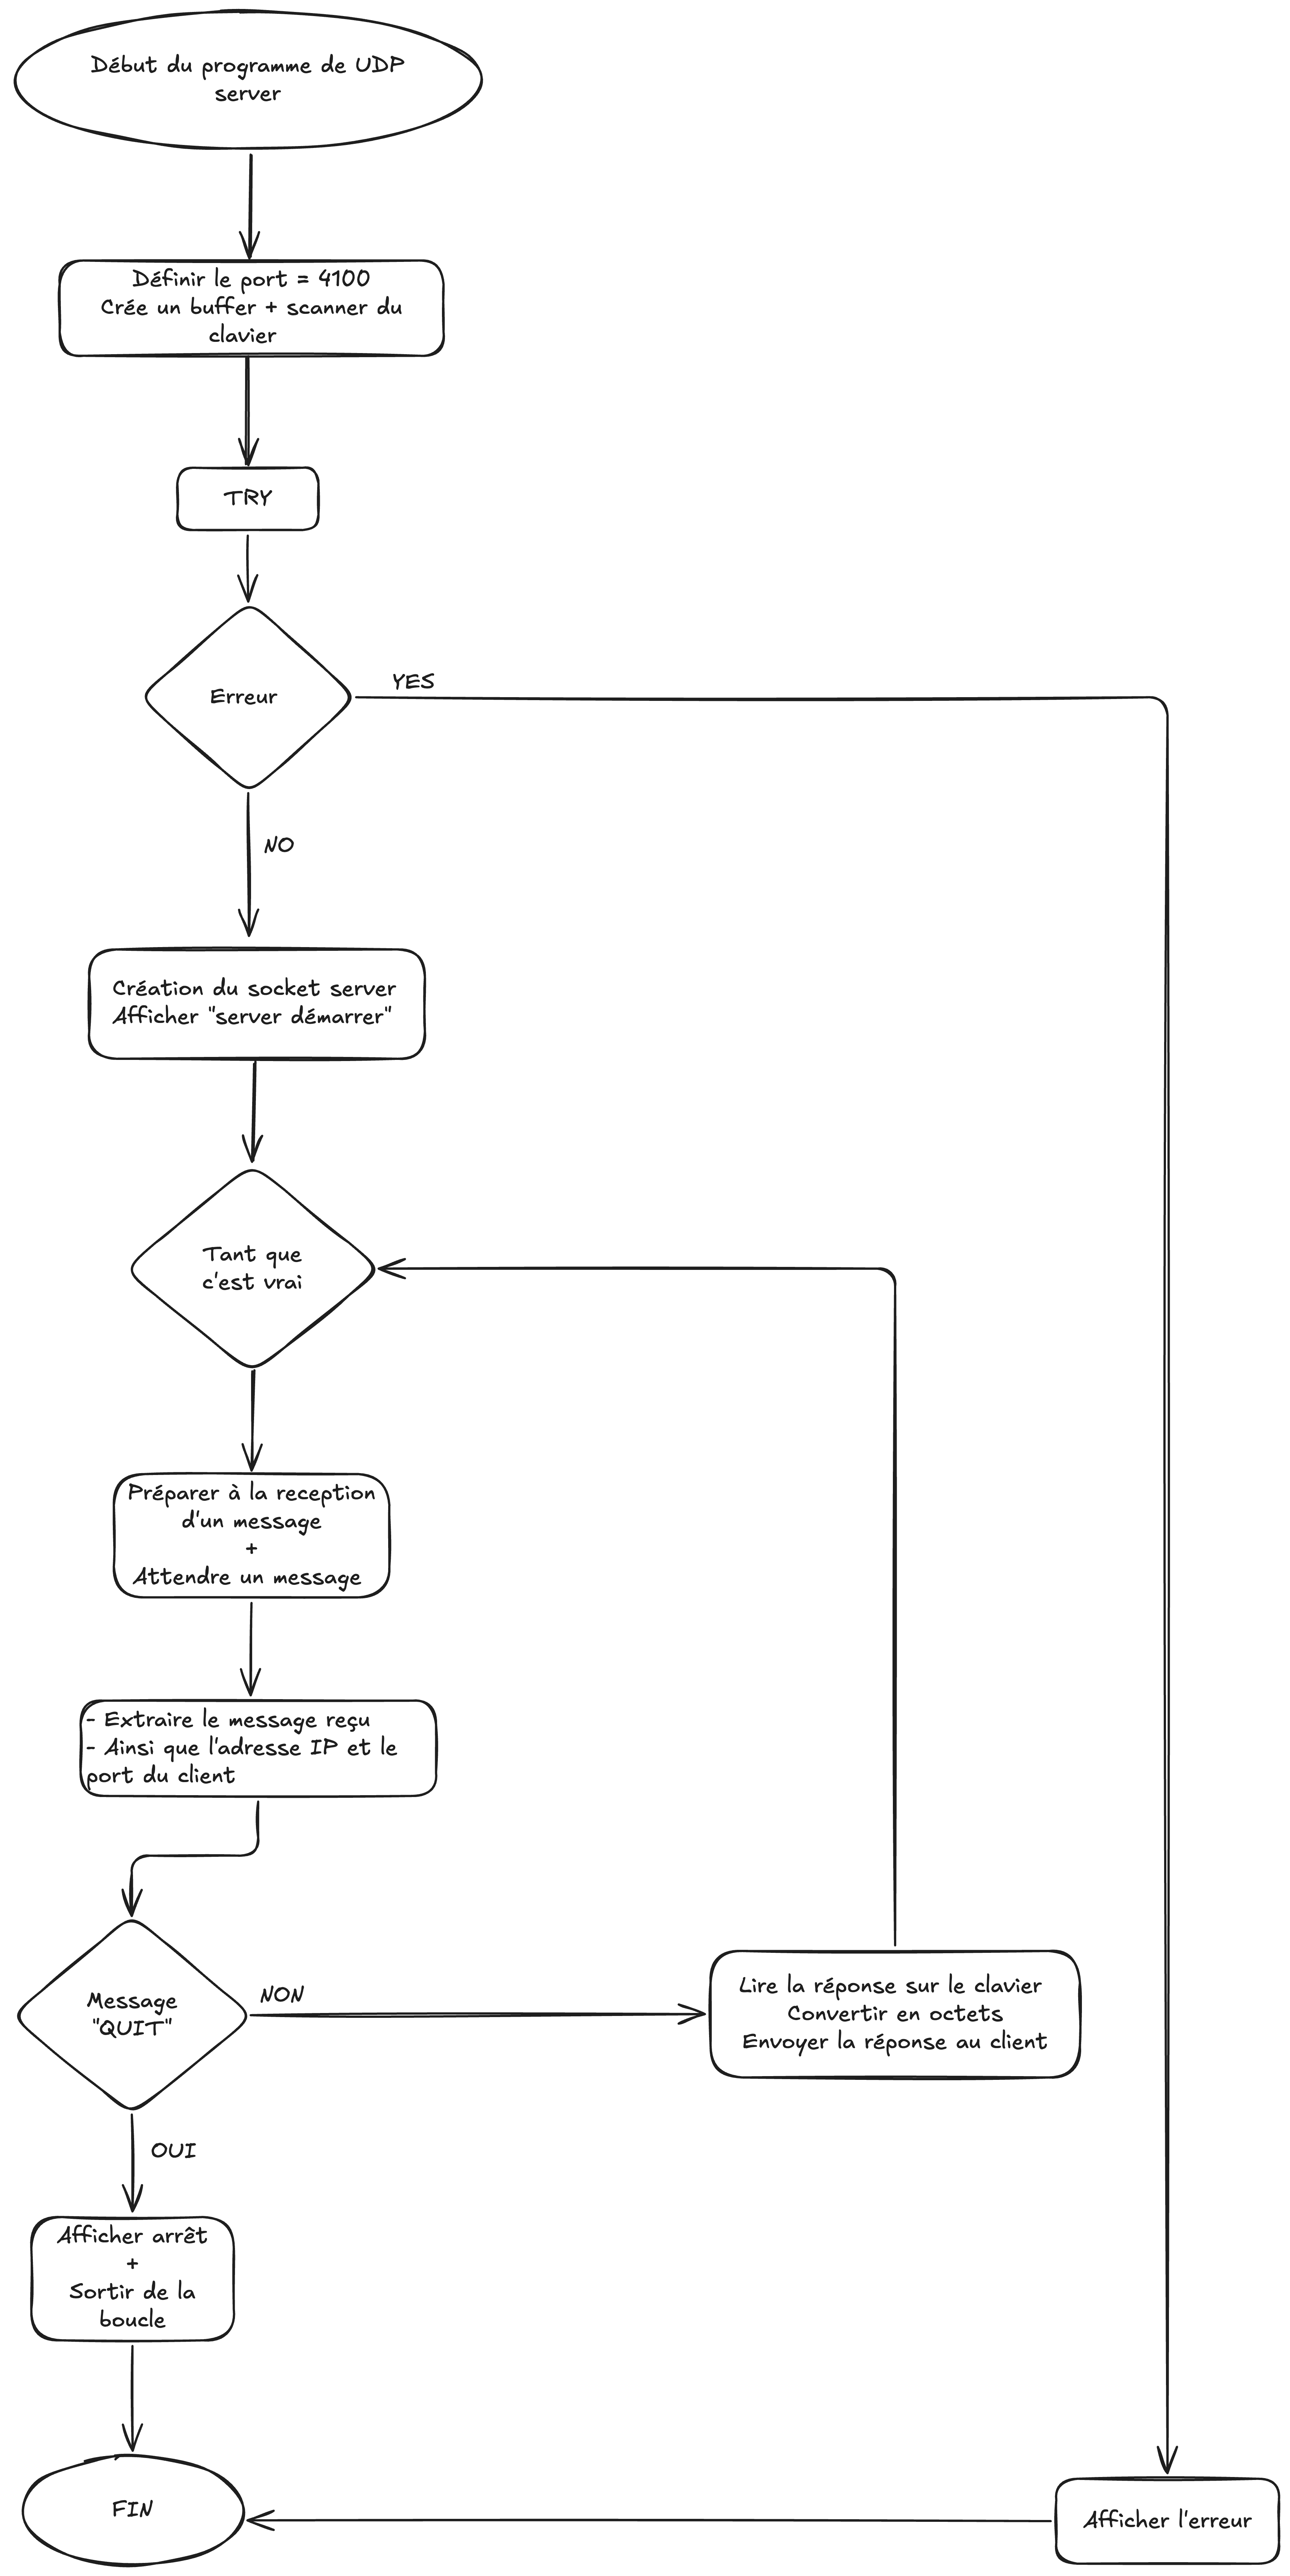 Début du programme de UDP
server
Définir le port = 4100
Crée un buffer + scanner du
clavier
TRY
Erreur
YES
NO
Création du socket server
Afficher "server démarrer"
Tant que
c'est vrai
Préparer à la reception
d'un message
+
Attendre un message
- Extraire le message reçu
- Ainsi que l'adresse IP et le
port du client
Message
"QUIT"
NON
Lire la réponse sur le clavier
Convertir en octets
Envoyer la réponse au client
OUI
Afficher arrêt
+
Sortir de la
boucle
FIN
Afficher l'erreur